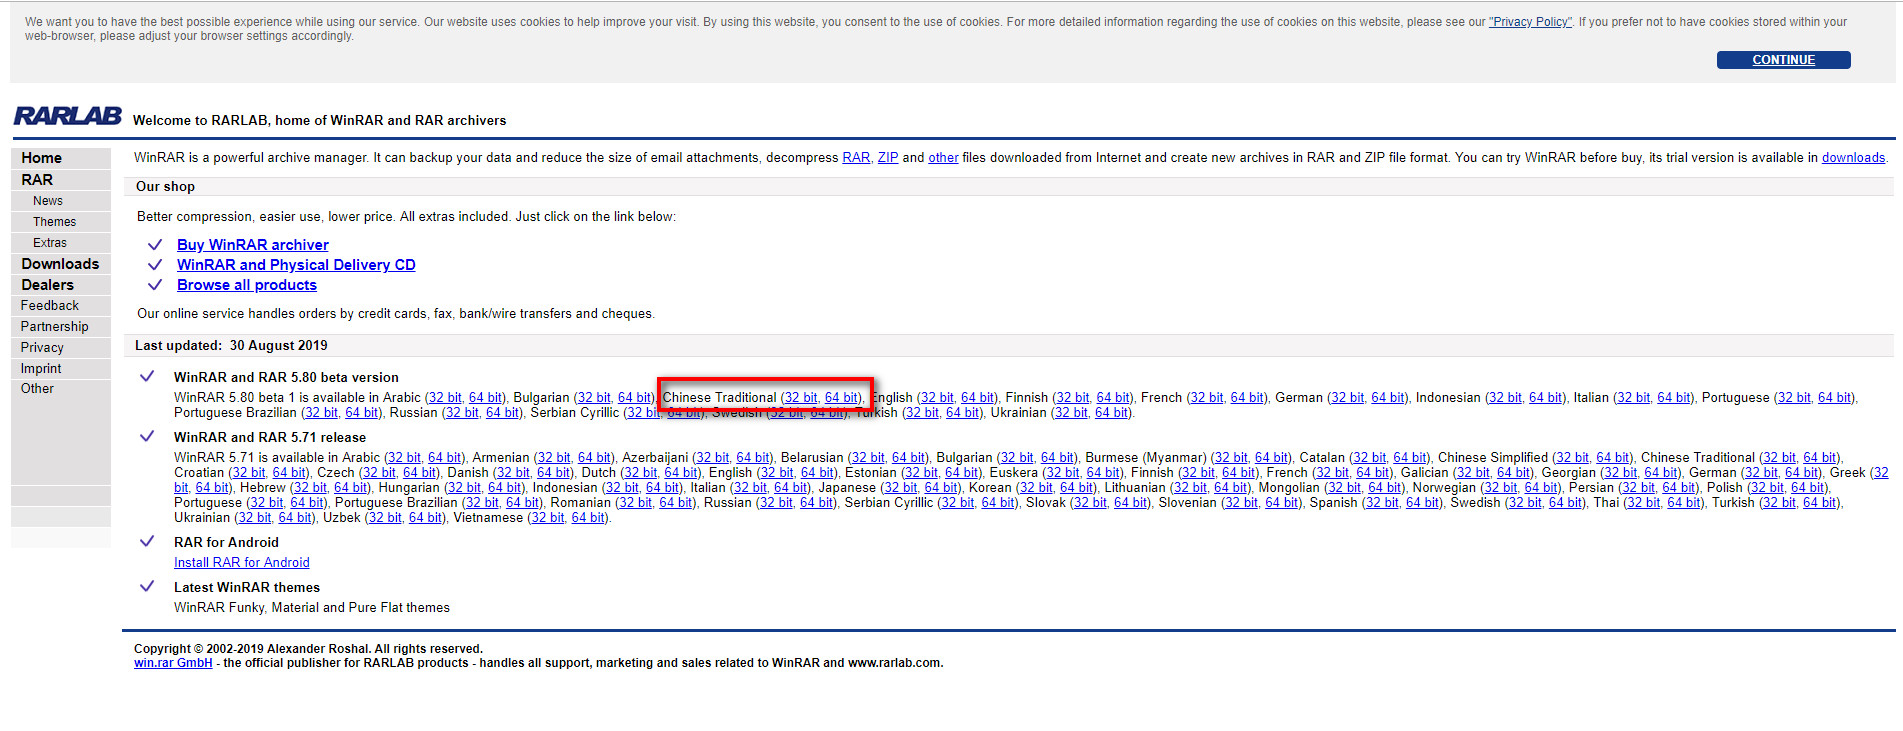 We want you to have the best possible experience while using our service. Our website uses cookies to help improve your visit. By using this website, you consent to the use of cookies. For more detailed information regarding the use of cookies on this website, please see our "Privacy Policy". If you prefer not to have cookies stored within your
web-browser, please adjust your browser settings accordingly.
CONTINUE
RARLAB Welcome to RARLAB, home of WinRAR and RAR archivers
Home
RAR
News
Themes
Extras
Downloads
Dealers
Feedback
Partnership
Privacy
Imprint
Other
WinRAR is a powerful archive manager. It can backup your data and reduce the size of email attachments, decompress RAR, ZIP and other files downloaded from Internet and create new archives in RAR and ZIP file format. You can try WinRAR before buy, its trial version is available in downloads.
Our shop
Better compression, easier use, lower price. All extras included. Just click on the link below:
Buy WinRAR archiver
WinRAR and Physical Delivery CD
Browse all products
Our online service handles orders by credit cards, fax, bank/wire transfers and cheques.
Last updated: 30 August 2019
WinRAR and RAR 5.80 beta version
WinRAR 5.80 beta 1 is available in Arabic (32 bit, 64 bit), Bulgarian (32 bit, 64 bit), Chinese Traditional (32 bit, 64 bit), English (32 bit, 64 bit), Finnish (32 bit, 64 bit), French (32 bit, 64 bit), German (32 bit, 64 bit), Indonesian (32 bit, 64 bit), Italian (32 bit, 64 bit), Portuguese (32 bit, 64 bit),
Portuguese Brazilian (32 bit, 64 bit), Russian (32 bit, 64 bit), Serbian Cyrillic (32 bit, 64 bit), Swedish (32 bit, 64 bit), Turkish (32 bit, 64 bit), Ukrainian (32 bit, 64 bit).
WinRAR and RAR 5.71 release
WinRAR 5.71 is available in Arabic (32 bit, 64 bit), Armenian (32 bit, 64 bit), Azerbaijani (32 bit, 64 bit), Belarusian (32 bit, 64 bit), Bulgarian (32 bit, 64 bit), Burmese (Myanmar) (32 bit, 64 bit), Catalan (32 bit, 64 bit), Chinese Simplified (32 bit, 64 bit), Chinese Traditional (32 bit, 64 bit),
Croatian (32 bit, 64 bit), Czech (32 bit, 64 bit), Danish (32 bit, 64 bit), Dutch (32 bit, 64 bit), English (32 bit, 64 bit), Estonian (32 bit, 64 bit), Euskera (32 bit, 64 bit), Finnish (32 bit, 64 bit), French (32 bit, 64 bit), Galician (32 bit, 64 bit), Georgian (32 bit, 64 bit), German (32 bit, 64 bit), Greek (32
bit, 64 bit), Hebrew (32 bit, 64 bit), Hungarian (32 bit, 64 bit), Indonesian (32 bit, 64 bit), Italian (32 bit, 64 bit), Japanese (32 bit, 64 bit), Korean (32 bit, 64 bit), Lithuanian (32 bit, 64 bit), Mongolian (32 bit, 64 bit), Norwegian (32 bit, 64 bit), Persian (32 bit, 64 bit), Polish (32 bit, 64 bit),
Portuguese (32 bit, 64 bit), Portuguese Brazilian (32 bit, 64 bit), Romanian (32 bit, 64 bit), Russian (32 bit, 64 bit), Serbian Cyrillic (32 bit, 64 bit), Slovak (32 bit, 64 bit), Slovenian (32 bit, 64 bit), Spanish (32 bit, 64 bit), Swedish (32 bit, 64 bit), Thai (32 bit, 64 bit), Turkish (32 bit, 64 bit),
Ukrainian (32 bit, 64 bit), Uzbek (32 bit, 64 bit), Vietnamese (32 bit, 64 bit).
RAR for Android
Install RAR for Android
Latest WinRAR themes
WinRAR Funky, Material and Pure Flat themes
Copyright © 2002-2019 Alexander Roshal. All rights reserved.
win.rar GmbH - the official publisher for RARLAB products - handles all support, marketing and sales related to WinRAR and www.rarlab.com.